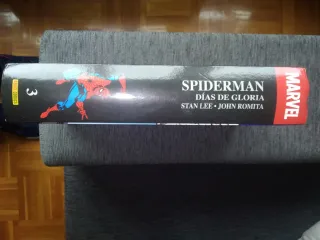 MARVEL
SPIDERMAN
DÍAS DE GLORIA
STAN LEE • JOHN ROMITA
3